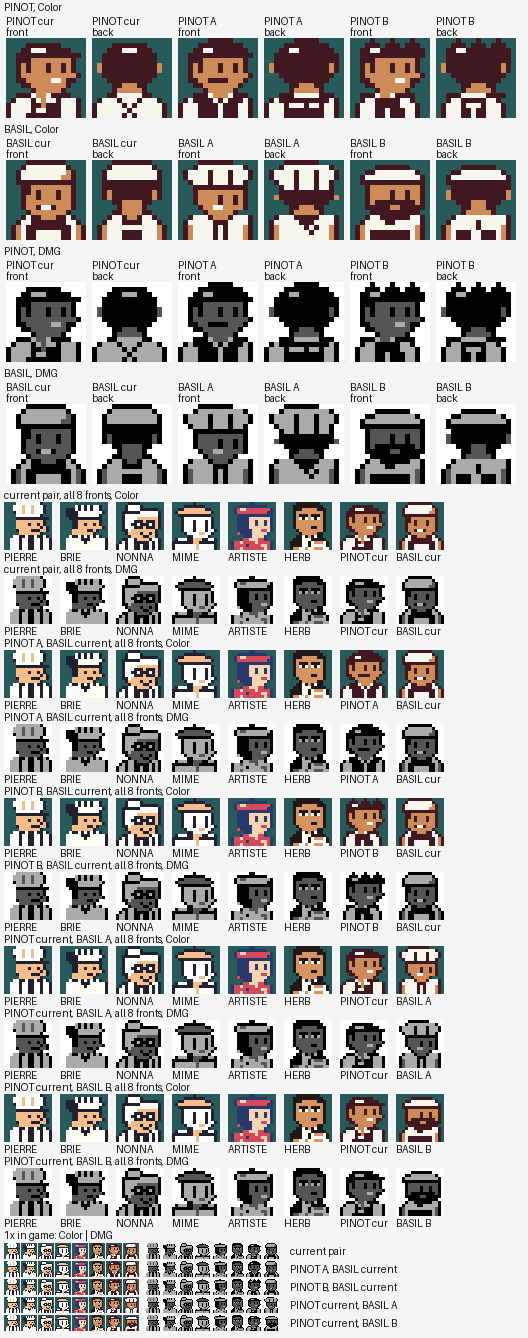 PINOT, Color
PINOT cur front PINOT cur back PINOT A front PINOT A back PINOT B front PINOT B back
BASIL, Color
BASIL cur front BASIL cur back BASIL A front BASIL A back BASIL B front BASIL B back
PINOT, DMG
PINOT cur front PINOT cur back PINOT A front PINOT A back PINOT B front PINOT B back
BASIL, DMG
BASIL cur front BASIL cur back BASIL A front BASIL A back BASIL B front BASIL B back
current pair, all 8 fronts, Color
PIERRE BRIE NONNA MIME ARTISTE HERB PINOT cur BASIL cur
current pair, all 8 fronts, DMG
PIERRE BRIE NONNA MIME ARTISTE HERB PINOT cur BASIL cur
PINOT A, BASIL current, all 8 fronts, Color
PIERRE BRIE NONNA MIME ARTISTE HERB PINOT A BASIL cur
PINOT A, BASIL current, all 8 fronts, DMG
PIERRE BRIE NONNA MIME ARTISTE HERB PINOT A BASIL cur
PINOT B, BASIL current, all 8 fronts, Color
PIERRE BRIE NONNA MIME ARTISTE HERB PINOT B BASIL cur
PINOT B, BASIL current, all 8 fronts, DMG
PIERRE BRIE NONNA MIME ARTISTE HERB PINOT B BASIL cur
PINOT current, BASIL A, all 8 fronts, Color
PIERRE BRIE NONNA MIME ARTISTE HERB PINOT cur BASIL A
PINOT current, BASIL A, all 8 fronts, DMG
PIERRE BRIE NONNA MIME ARTISTE HERB PINOT cur BASIL A
PINOT current, BASIL B, all 8 fronts, Color
PIERRE BRIE NONNA MIME ARTISTE HERB PINOT cur BASIL B
PINOT current, BASIL B, all 8 fronts, DMG
PIERRE BRIE NONNA MIME ARTISTE HERB PINOT cur BASIL B
1x in game: Color | DMG
current pair
PINOT A, BASIL current
PINOT B, BASIL current
PINOT current, BASIL A
PINOT current, BASIL B